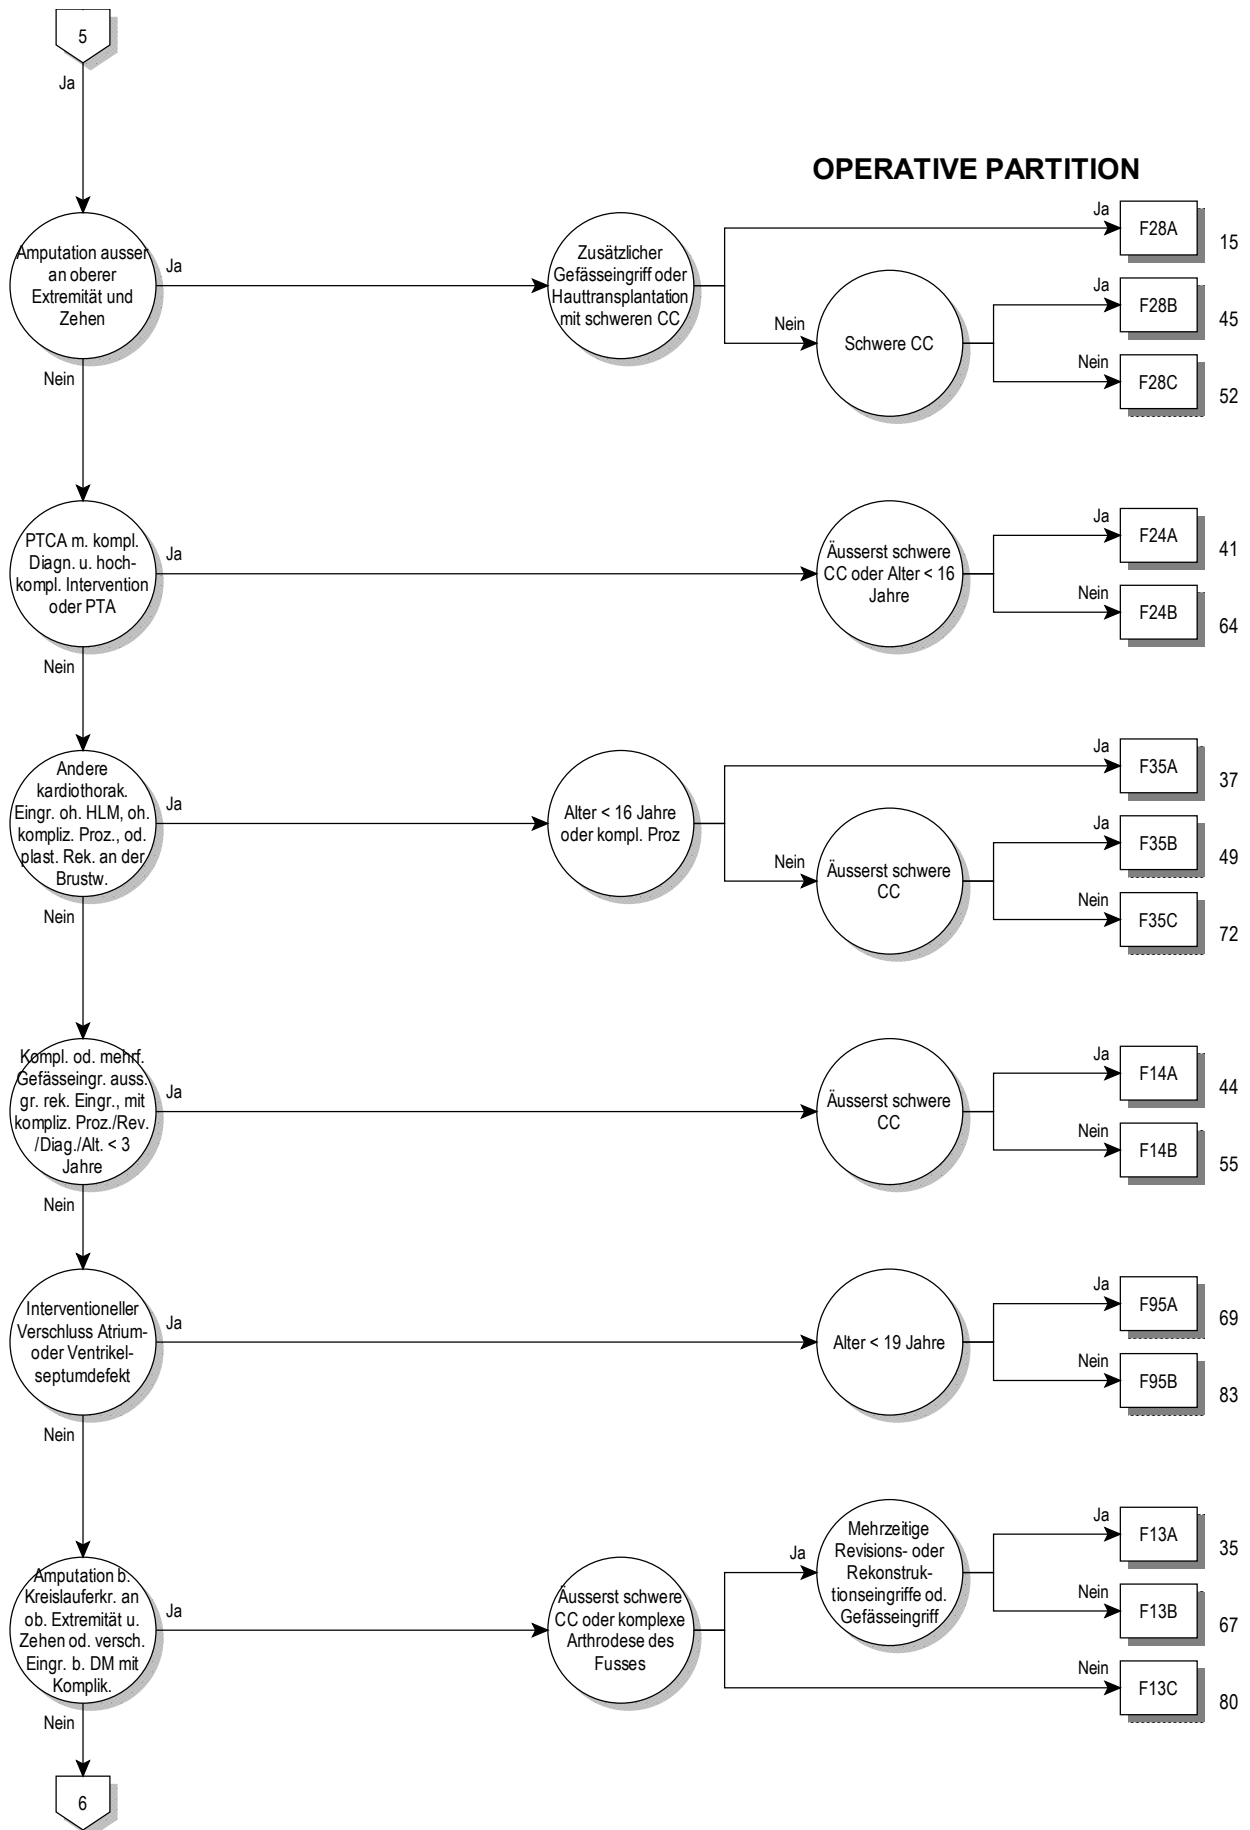 5
Ja
OPERATIVE PARTITION
Amputation ausser
an oberer
Extremität und
Zehen
Ja
Zusätzlicher
Gefässeingriff oder
Hauttransplantation
mit schweren CC
Ja
F28A
15
Nein
Schwere CC
Ja
F28B
45
Nein
F28C
52
Nein
PTCA m. kompl.
Diagn. u. hoch-
kompl. Intervention
oder PTA
Ja
Äusserst schwere
CC oder Alter < 16
Jahre
Ja
F24A
41
Nein
F24B
64
Nein
Andere
kardiothorak.
Eingr. oh. HLM, oh.
kompliz. Proz., od.
plast. Rek. an der
Brustw.
Ja
Alter < 16 Jahre
oder kompl. Proz
Ja
F35A
37
Nein
Äusserst schwere
CC
Ja
F35B
49
Nein
F35C
72
Nein
Kompl. od. mehrf.
Gefässeingr. auss.
gr. rek. Eingr., mit
kompliz. Proz./Rev.
/Diag./Alt. < 3
Jahre
Ja
Äusserst schwere
CC
Ja
F14A
44
Nein
F14B
55
Nein
Interventioneller
Verschluss Atrium-
oder Ventrikel-
septumdefekt
Ja
Alter < 19 Jahre
Ja
F95A
69
Nein
F95B
83
Nein
Amputation b.
Kreislauferkr. an
ob. Extremität u.
Zehen od. versch.
Eingr. b. DM mit
Komplik.
Ja
Äusserst schwere
CC oder komplexe
Arthrodese des
Fusses
Ja
Mehrzeitige
Revisions- oder
Rekonstruk-
tionseingriffe od.
Gefässeingriff
Ja
F13A
35
Nein
F13B
67
Nein
F13C
80
Nein
6